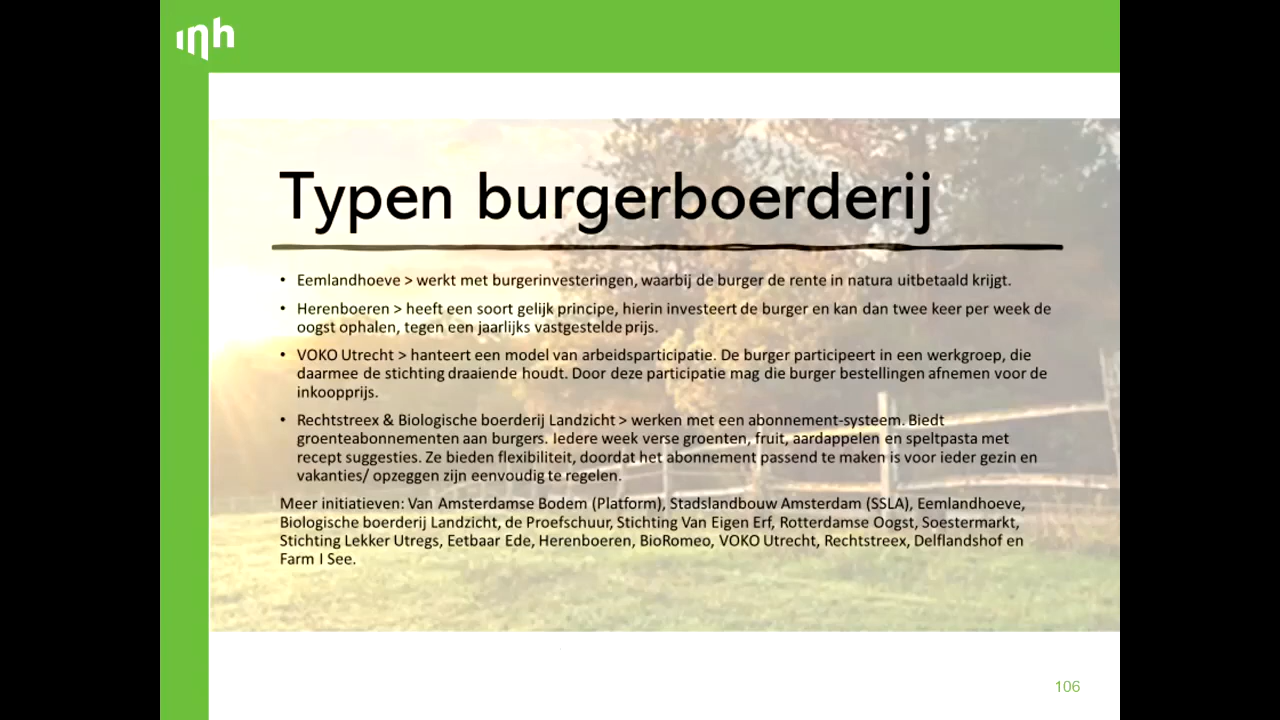 inh
Typen burgerboerderij
• Eemlandhoeve > werkt met burgerinvesteringen, waarbij de burger de rente in natura uitbetaald krijgt.
• Herenboeren > heeft een soort gelijk principe, hierin investeert de burger en kan dan twee keer per week de
oogst ophalen, tegen een jaarlijks vastgestelde prijs.
• VOKO Utrecht > hanteert een model van arbeidsparticipatie. De burger participeert in een werkgroep, die
daarmee de stichting draaiende houdt. Door deze participatie mag die burger bestellingen afnemen voor de
inkoopprijs.
• Rechtstreex & Biologische boerderij Landzicht > werken met een abonnement-systeem. Biedt
groenteabonnementen aan burgers. Iedere week verse groenten, fruit, aardappelen en speltpasta met
recept suggesties. Ze bieden flexibiliteit, doordat het abonnement passend te maken is voor ieder gezin en
vakanties/ opzeggen zijn eenvoudig te regelen.
Meer initiatieven: Van Amsterdamse Bodem (Platform), Stadslandbouw Amsterdam (SSLA), Eemlandhoeve,
Biologische boerderij Landzicht, de Proefschuur, Stichting Van Eigen Erf, Rotterdamse Oogst, Soestermarkt,
Stichting Lekker Utregs, Eetbaar Ede, Herenboeren, BioRomeo, VOKO Utrecht, Rechtstreex, Delflandshof en
Farm I See.
106